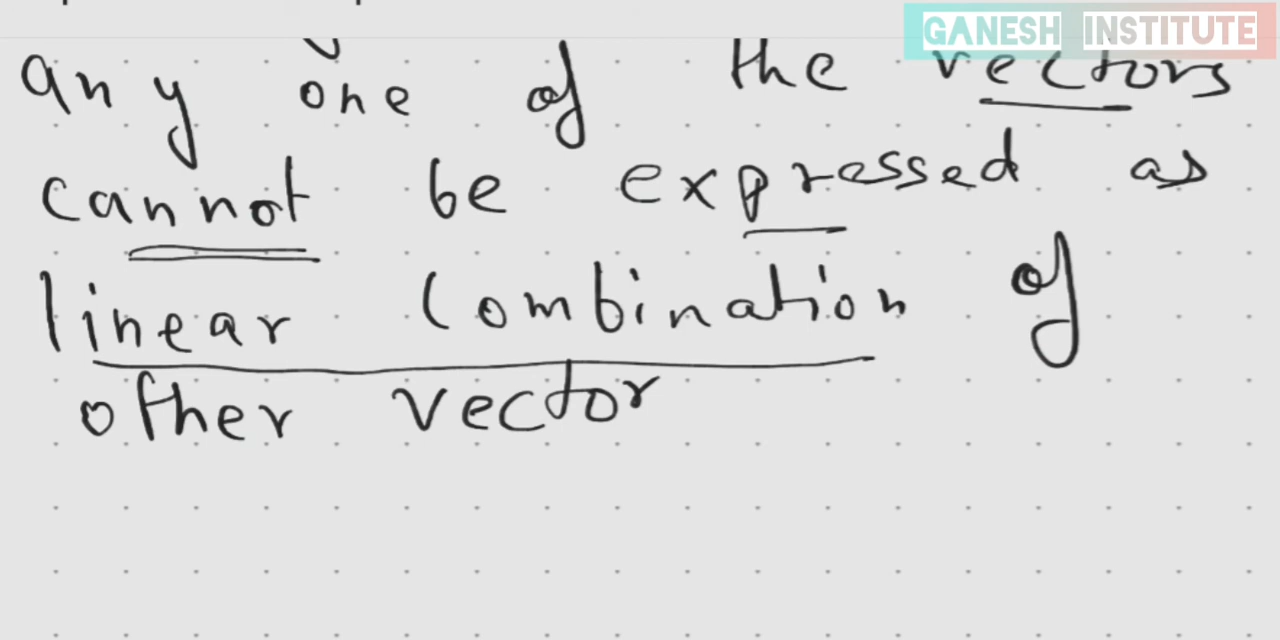 GANESH INSTITUTE
any one of the vectors
cannot be expressed as
linear Combination of
other vector